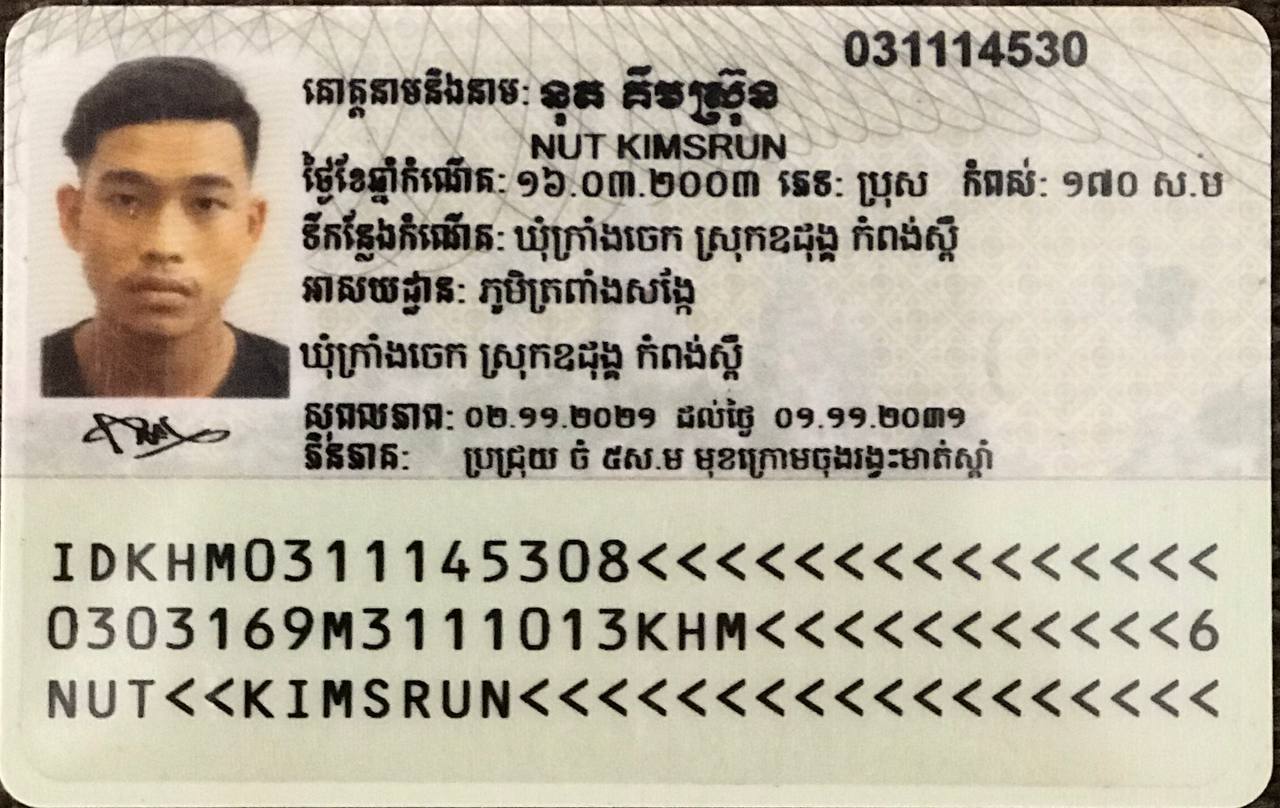 031114530
គោត្តនាមនិងនាម: នុត គឹមស្រ៊ុន
NUT KIMSRUN
ថ្ងៃខែឆ្នាំកំណើត: ១៦.០៣.២០០៣ ភេទ: ប្រុស កំពស់: ១៧០ ស.ម
ទីកន្លែងកំណើត: ឃុំក្រាំងចេក ស្រុកឧដុង្គ កំពង់ស្ពឺ
អាសយដ្ឋាន: ភូមិត្រពាំងសង្កែ
ឃុំក្រាំងចេក ស្រុកឧដុង្គ កំពង់ស្ពឺ
សុពលភាព: ០២.១១.២០២១ ដល់ថ្ងៃ ០១.១១.២០៣១
ភិនភាគ: ប្រជ្រុយ ចំ ៥ស.ម មុខក្រោមចុងរង្វះមាត់ស្តាំ
IDKHM0311145308<<<<<<<<<<<<<<<
0303169M3111013KHM<<<<<<<<<<<6
NUT<<KIMSRUN<<<<<<<<<<<<<<<<<<